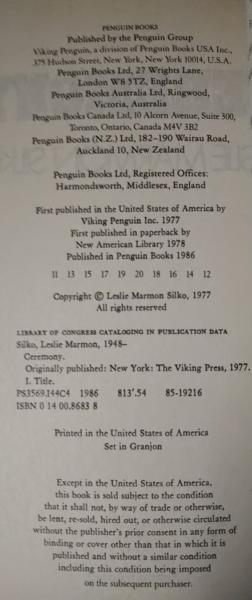 PENGUIN BOOKS
Published by the Penguin Group
Viking Penguin, a division of Penguin Books USA Inc.,
375 Hudson Street, New York, New York 10014, U.S.A.
Penguin Books Ltd, 27 Wrights Lane,
London W8 5TZ, England
Penguin Books Australia Ltd, Ringwood,
Victoria, Australia
Penguin Books Canada Ltd, 10 Alcorn Avenue, Suite 300,
Toronto, Ontario, Canada M4V 3B2
Penguin Books (N.Z.) Ltd, 182–190 Wairau Road,
Auckland 10, New Zealand
Penguin Books Ltd, Registered Offices:
Harmondsworth, Middlesex, England
First published in the United States of America by
Viking Penguin Inc. 1977
First published in paperback by
New American Library 1978
Published in Penguin Books 1986
11 13 15 17 19 20 18 16 14 12
Copyright © Leslie Marmon Silko, 1977
All rights reserved
LIBRARY OF CONGRESS CATALOGING IN PUBLICATION DATA
Silko, Leslie Marmon, 1948–
Ceremony.
Originally published: New York: The Viking Press, 1977.
I. Title.
PS3569.I44C4 1986 813'.54 85-19216
ISBN 0 14 00.8683 8
Printed in the United States of America
Set in Granjon
Except in the United States of America,
this book is sold subject to the condition
that it shall not, by way of trade or otherwise,
be lent, re-sold, hired out, or otherwise circulated
without the publisher's prior consent in any form of
binding or cover other than that in which it is
published and without a similar condition
including this condition being imposed
on the subsequent purchaser.